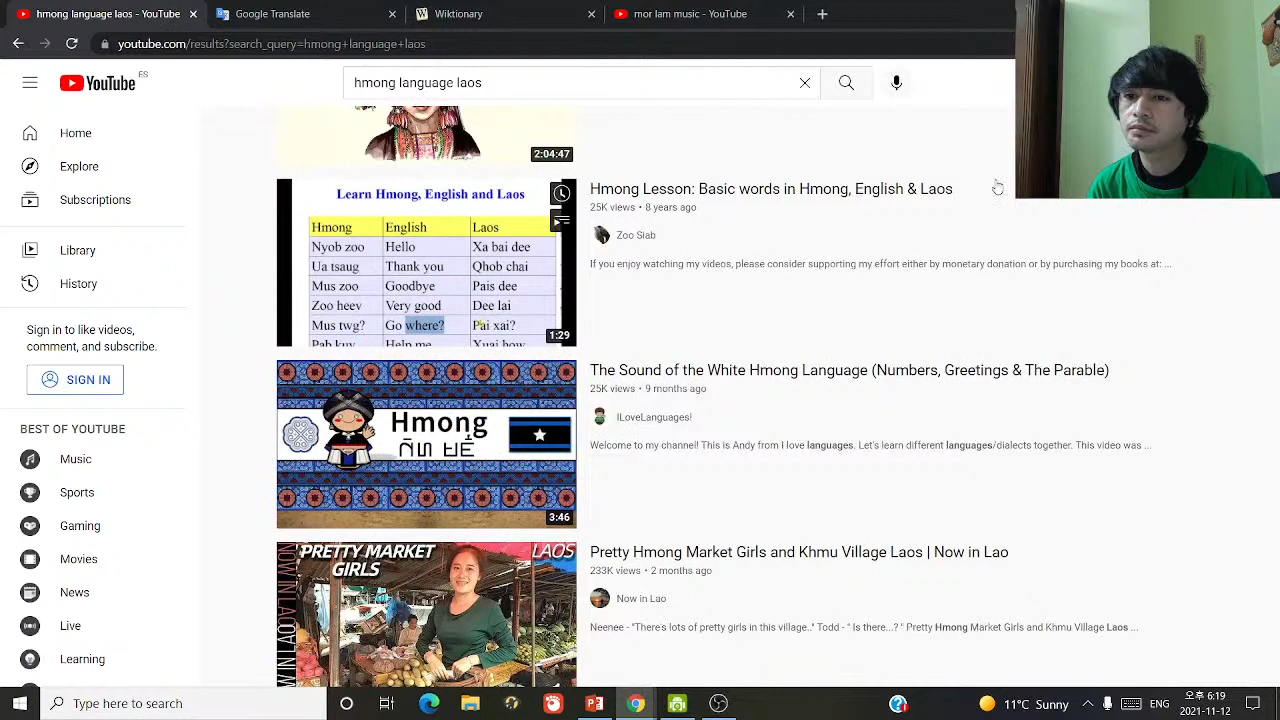 hmong language laos - YouTube
Google Translate
Wiktionary
mor lam music - YouTube
youtube.com/results?search_query=hmong+language+laos
YouTube ES
hmong language laos
Home
Explore
Subscriptions
Library
History
Sign in to like videos,
comment, and subscribe.
SIGN IN
BEST OF YOUTUBE
Music
Sports
Gaming
Movies
News
Live
Learning
2:04:47
Learn Hmong, English and Laos
Hmong English Laos
Nyob zoo Hello Xa bai dee
Ua tsaug Thank you Qhob chai
Mus zoo Goodbye Pais dee
Zoo heev Very good Dee lai
Mus twg? Go where? Pai xai?
Pab kuv Help me Xuai how
1:29
Hmong Lesson: Basic words in Hmong, English & Laos
25K views • 8 years ago
Zoo Siab
If you enjoy watching my videos, please consider supporting my effort either by monetary donation or by purchasing my books at: ...
Hmong
3:46
The Sound of the White Hmong Language (Numbers, Greetings & The Parable)
25K views • 9 months ago
ILoveLanguages!
Welcome to my channel! This is Andy from I love languages. Let's learn different languages/dialects together. This video was ...
PRETTY MARKET
GIRLS
LAOS
Pretty Hmong Market Girls and Khmu Village Laos | Now in Lao
233K views • 2 months ago
Now in Lao
Neenee - "There's lots of pretty girls in this village.." Todd - " Is there...? " Pretty Hmong Market Girls and Khmu Village Laos ...
Type here to search
11°C Sunny
ENG
오후 6:19
2021-11-12